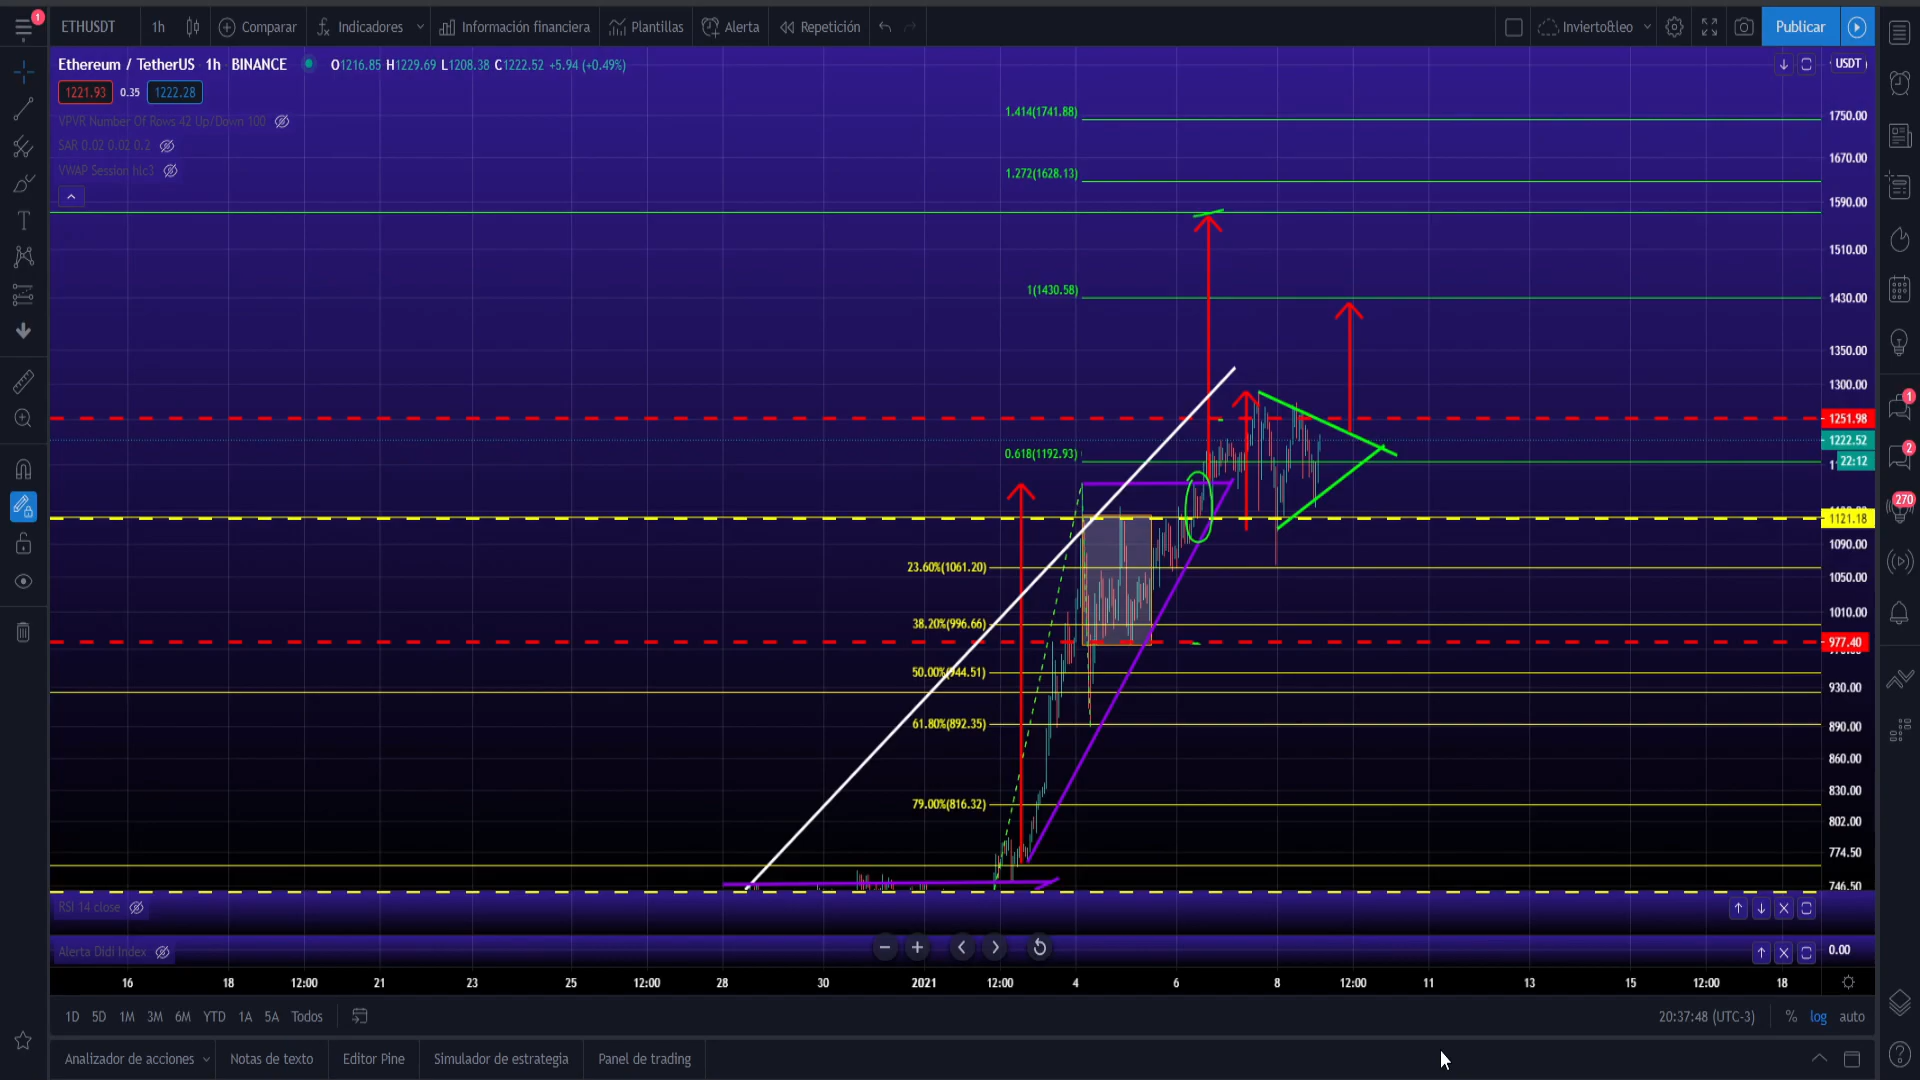 1
ETHUSDT
1h
Comparar
Indicadores
Información financiera
Plantillas
Alerta
Repetición
Invierto&leo
Publicar
Ethereum / TetherUS 1h BINANCE
O1216.85 H1229.69 L1208.38 C1222.52 +5.94 (+0.49%)
USDT
1221.93
0.35
1222.28
VPVR Number Of Rows 42 Up/Down 100
SAR 0.02 0.02 0.2
VWAP Session hlc3
1.414(1741.88)
1750.00
1670.00
1.272(1628.13)
1590.00
1510.00
1(1430.58)
1430.00
1350.00
1300.00
1251.98
1222.52
22:12
0.618(1192.93)
1121.18
1090.00
23.60%(1061.20)
1050.00
1010.00
38.20%(996.66)
977.40
50.00%(944.51)
930.00
61.80%(892.35)
890.00
860.00
830.00
79.00%(816.32)
802.00
774.50
746.50
1
2
270
RSI 14 close
Alerta Didi Index
0.00
16 18 12:00 21 23 25 12:00 28 30 2021 12:00 4 6 8 12:00 11 13 15 12:00 18
1D 5D 1M 3M 6M YTD 1A 5A Todos
20:37:48 (UTC-3) % log auto
Analizador de acciones
Notas de texto
Editor Pine
Simulador de estrategia
Panel de trading